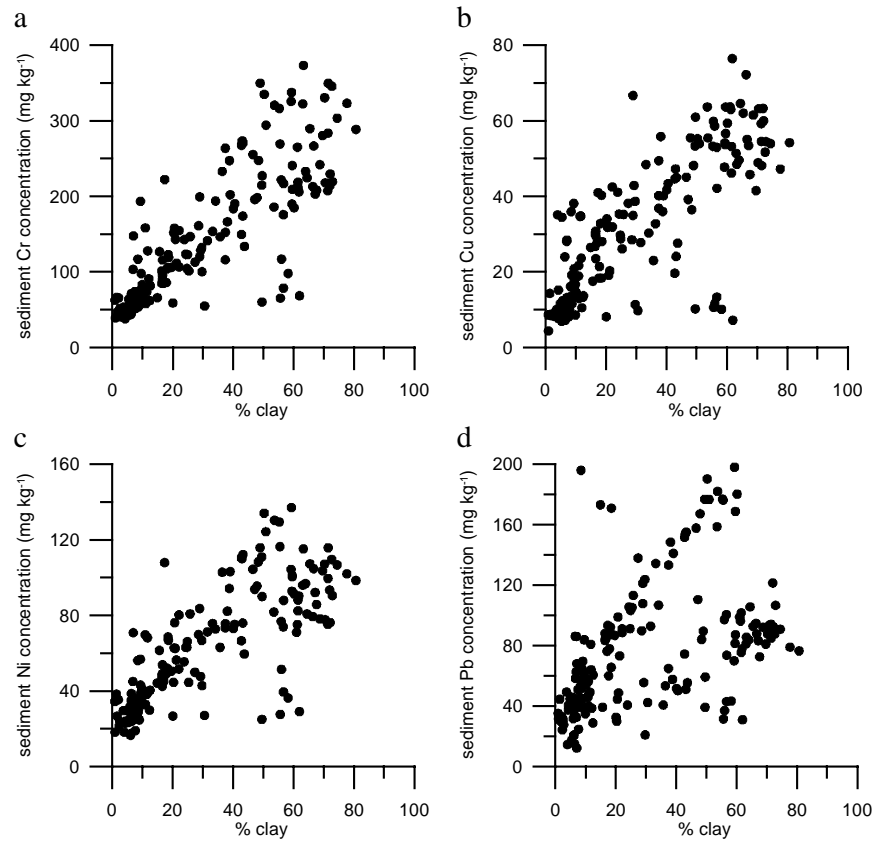 a
sediment Cr concentration (mg kg-1)
400
300
200
100
0
0 20 40 60 80 100
% clay
b
sediment Cu concentration (mg kg-1)
80
60
40
20
0
0 20 40 60 80 100
% clay
c
sediment Ni concentration (mg kg-1)
160
120
80
40
0
0 20 40 60 80 100
% clay
d
sediment Pb concentration (mg kg-1)
200
160
120
80
40
0
0 20 40 60 80 100
% clay